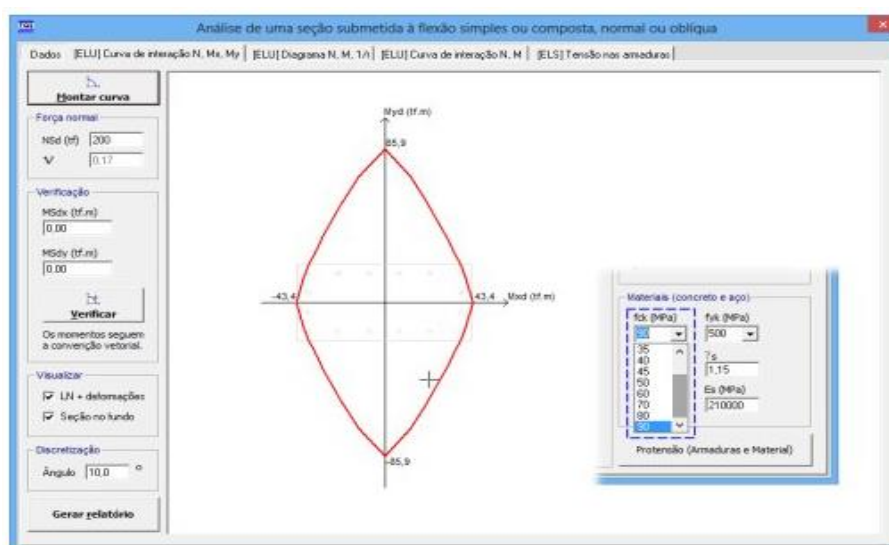 TQS
Análise de uma seção submetida à flexão simples ou composta, normal ou oblíqua
Dados [ELU] Curva de interação N, Mx, My [ELU] Diagrama N, M, 1/r [ELU] Curva de interação N, M [ELS] Tensão nas armaduras
Montar curva
Força normal
NSd (tf) 200
ν 0,17
Verificação
MSdx (tf.m)
0,00
MSdy (tf.m)
0,00
Verificar
Os momentos seguem
a convenção vetorial.
Visualizar
LN + deformações
Seção no fundo
Discretização
Ângulo 10,0 º
Gerar relatório
Myd (tf.m)
85,9
-43,4
43,4 Mxd (tf.m)
-85,9
Materiais (concreto e aço)
fck (MPa) fyk (MPa)
90 500
35
40
45
50
60
70
80
90
?s
1,15
Es (MPa)
210000
Protensão (Armaduras e Material)